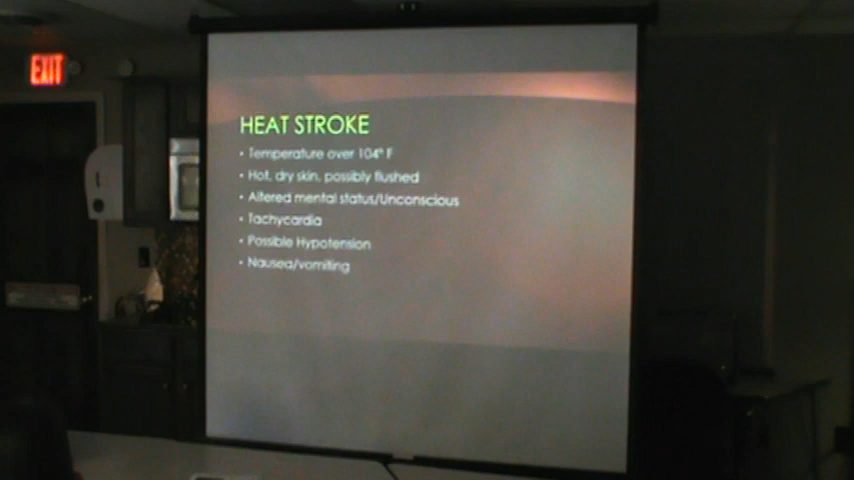 EXIT
HEAT STROKE
• Temperature over 104° F
• Hot, dry skin, possibly flushed
• Altered mental status/Unconscious
• Tachycardia
• Possible Hypotension
• Nausea/vomiting